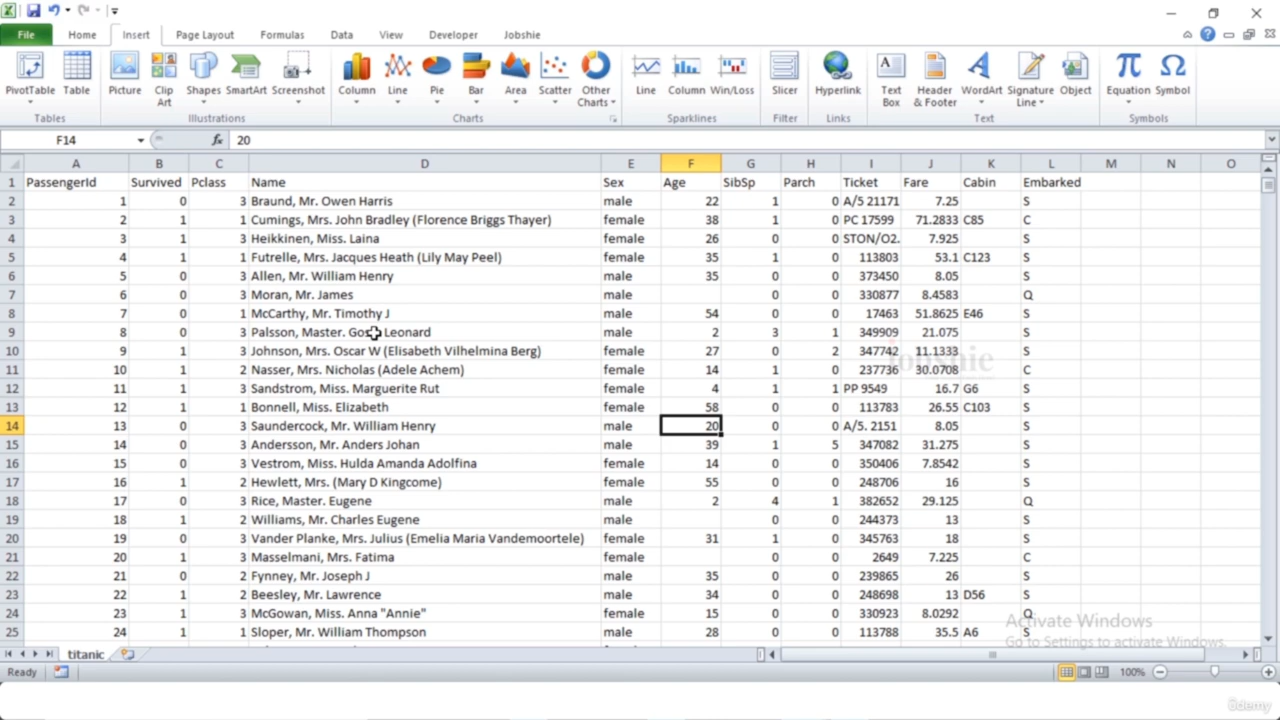 File Home Insert Page Layout Formulas Data View Developer Jobshie
PivotTable Table Picture Clip Art Shapes SmartArt Screenshot Column Line Pie Bar Area Scatter Other Charts Line Column Win/Loss Slicer Hyperlink Text Box Header & Footer WordArt Signature Line Object Equation Symbol
Tables Illustrations Charts Sparklines Filter Links Text Symbols
F14 fx 20
A B C D E F G H I J K L M N O
1 PassengerId Survived Pclass Name Sex Age SibSp Parch Ticket Fare Cabin Embarked
2 1 0 3 Braund, Mr. Owen Harris male 22 1 0 A/5 21171 7.25 S
3 2 1 1 Cumings, Mrs. John Bradley (Florence Briggs Thayer) female 38 1 0 PC 17599 71.2833 C85 C
4 3 1 3 Heikkinen, Miss. Laina female 26 0 0 STON/O2. 7.925 S
5 4 1 1 Futrelle, Mrs. Jacques Heath (Lily May Peel) female 35 1 0 113803 53.1 C123 S
6 5 0 3 Allen, Mr. William Henry male 35 0 0 373450 8.05 S
7 6 0 3 Moran, Mr. James male 0 0 330877 8.4583 Q
8 7 0 1 McCarthy, Mr. Timothy J male 54 0 0 17463 51.8625 E46 S
9 8 0 3 Palsson, Master. Leonard male 2 3 1 349909 21.075 S
10 9 1 3 Johnson, Mrs. Oscar W (Elisabeth Vilhelmina Berg) female 27 0 2 347742 11.1333 S
jobshie
11 10 1 2 Nasser, Mrs. Nicholas (Adele Achem) female 14 1 0 237736 30.0708 C
12 11 1 3 Sandstrom, Miss. Marguerite Rut female 4 1 1 PP 9549 16.7 G6 S
13 12 1 1 Bonnell, Miss. Elizabeth female 58 0 0 113783 26.55 C103 S
14 13 0 3 Saundercock, Mr. William Henry male 20 0 0 A/5. 2151 8.05 S
15 14 0 3 Andersson, Mr. Anders Johan male 39 1 5 347082 31.275 S
16 15 0 3 Vestrom, Miss. Hulda Amanda Adolfina female 14 0 0 350406 7.8542 S
17 16 1 2 Hewlett, Mrs. (Mary D Kingcome) female 55 0 0 248706 16 S
18 17 0 3 Rice, Master. Eugene male 2 4 1 382652 29.125 Q
19 18 1 2 Williams, Mr. Charles Eugene male 0 0 244373 13 S
20 19 0 3 Vander Planke, Mrs. Julius (Emelia Maria Vandemoortele) female 31 1 0 345763 18 S
21 20 1 3 Masselmani, Mrs. Fatima female 0 0 2649 7.225 C
22 21 0 2 Fynney, Mr. Joseph J male 35 0 0 239865 26 S
23 22 1 2 Beesley, Mr. Lawrence male 34 0 0 248698 13 D56 S
24 23 1 3 McGowan, Miss. Anna "Annie" female 15 0 0 330923 8.0292 Q
Activate Windows
25 24 1 1 Sloper, Mr. William Thompson male 28 0 0 113788 35.5 A6 S
Go to Settings to activate Windows.
titanic
Ready 100%
ûdemy